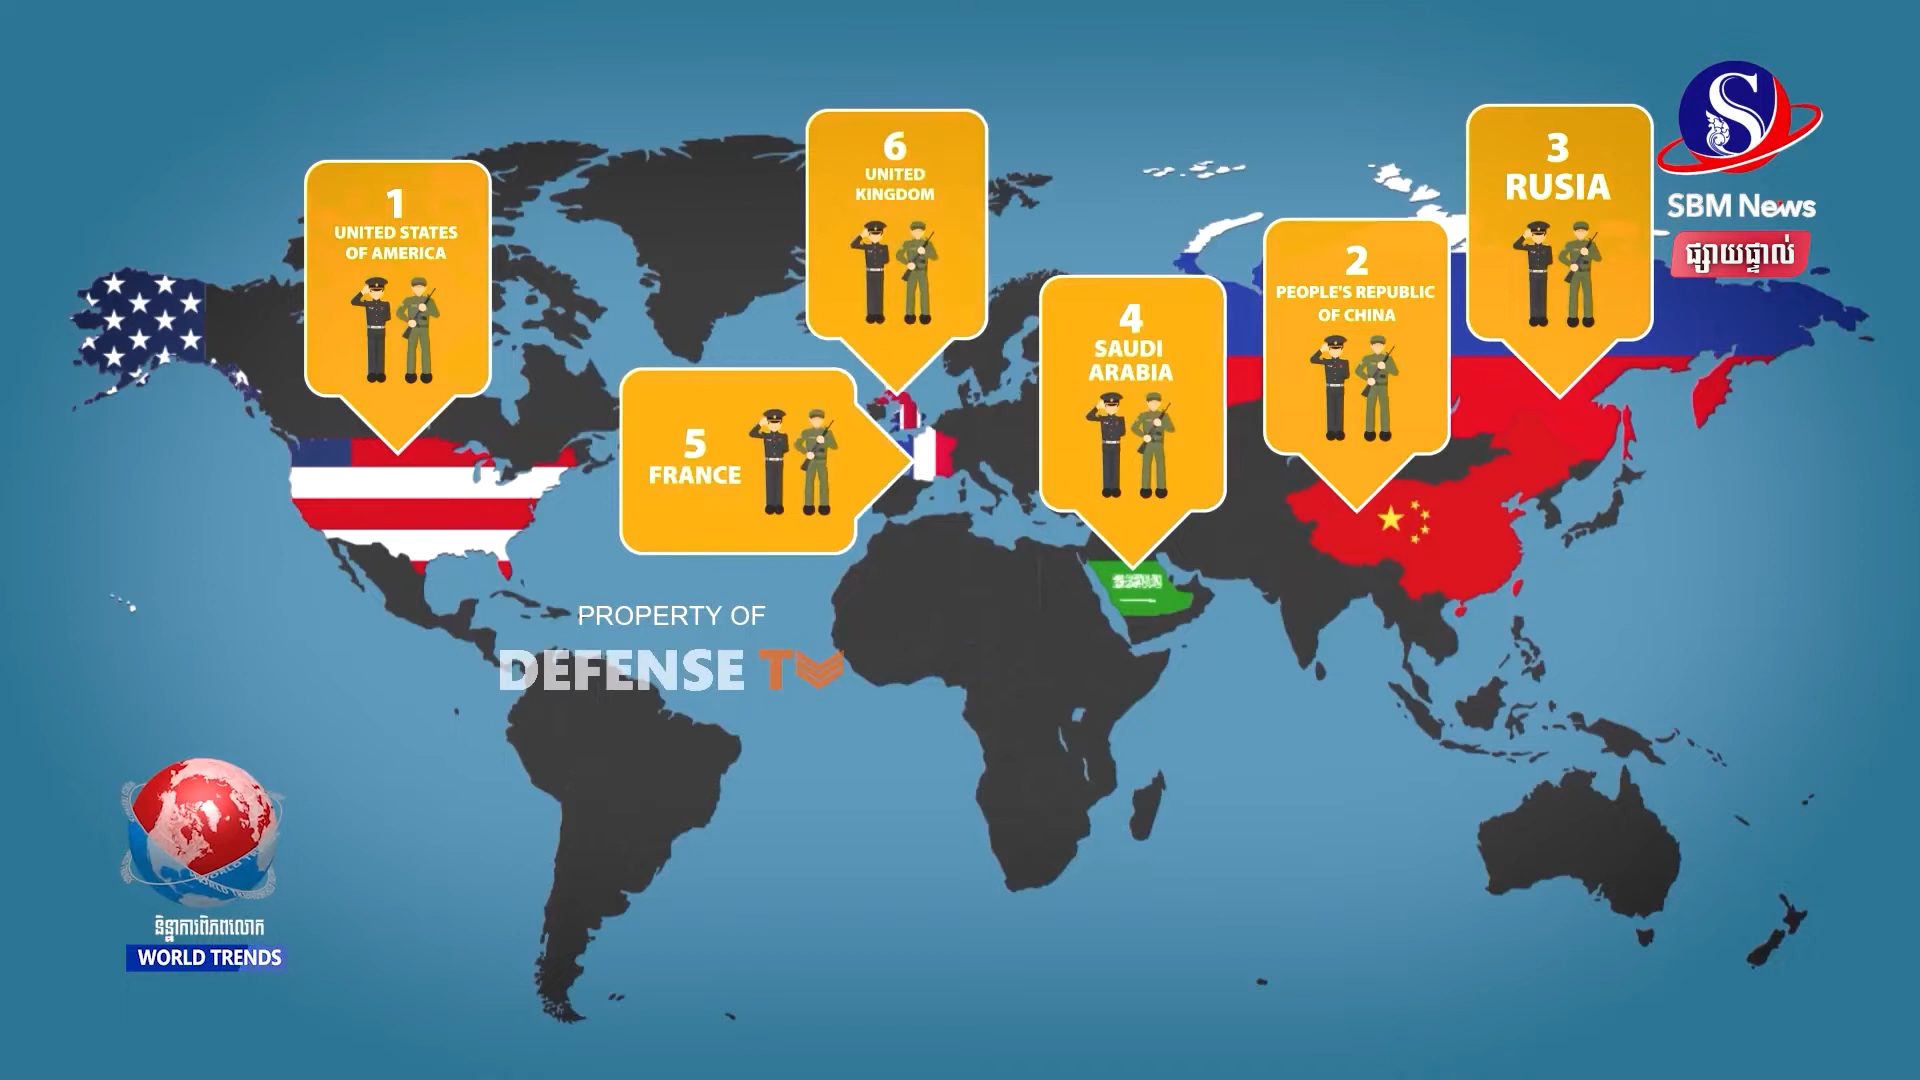 1
UNITED STATES
OF AMERICA
6
UNITED
KINGDOM
3
RUSIA
2
PEOPLE'S REPUBLIC
OF CHINA
4
SAUDI
ARABIA
5
FRANCE
SBM News
ផ្សាយផ្ទាល់
PROPERTY OF
DEFENSE TV
និន្នាការពិភពលោក
WORLD TRENDS